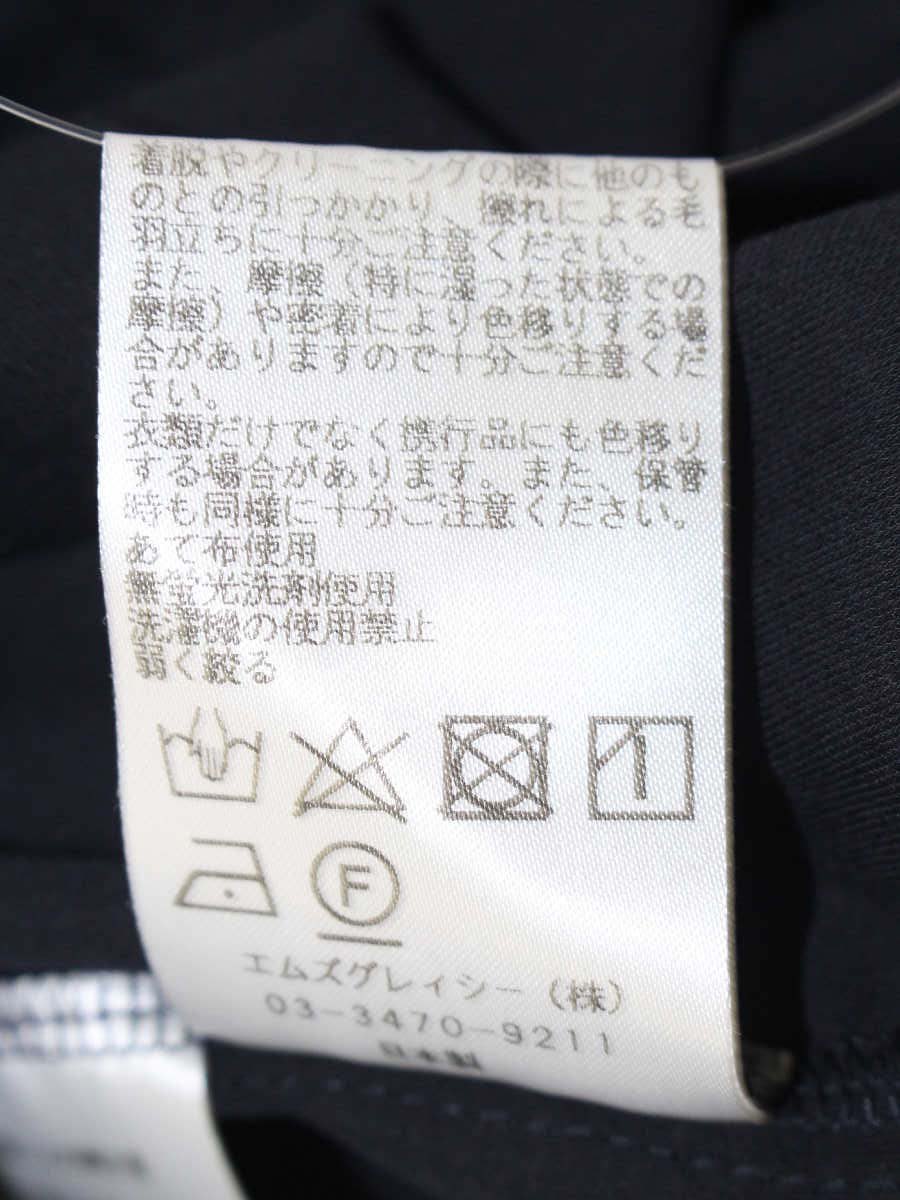 着脱やクリーニングの際に他のも
のとの引っかかり、擦れによる毛
羽立ちに十分ご注意ください。
また、摩擦（特に湿った状態での
摩擦）や密着により色移りする場
合がありますので十分ご注意くだ
さい。
衣類だけでなく携行品にも色移り
する場合があります。また、保管
時も同様に十分ご注意ください。
あて布使用
無蛍光洗剤使用
洗濯機の使用禁止
弱く絞る
F
エムズグレイシー（株）
03-3470-9211
日本製